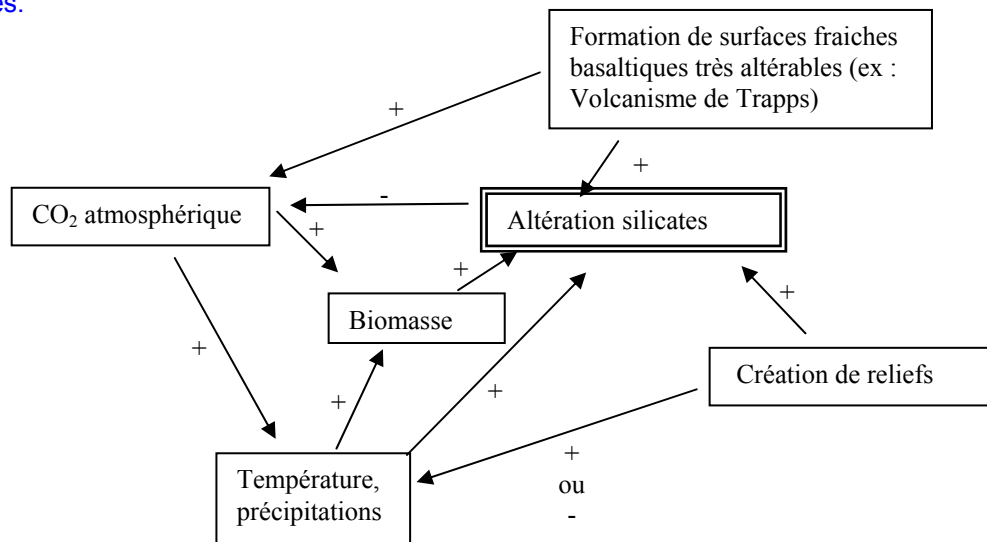 es.
Formation de surfaces fraiches
basaltiques très altérables (ex :
Volcanisme de Trapps)
+
+
-
CO₂ atmosphérique
Altération silicates
+
+
+
Biomasse
+
Création de reliefs
+
+
+
ou
-
Température,
précipitations